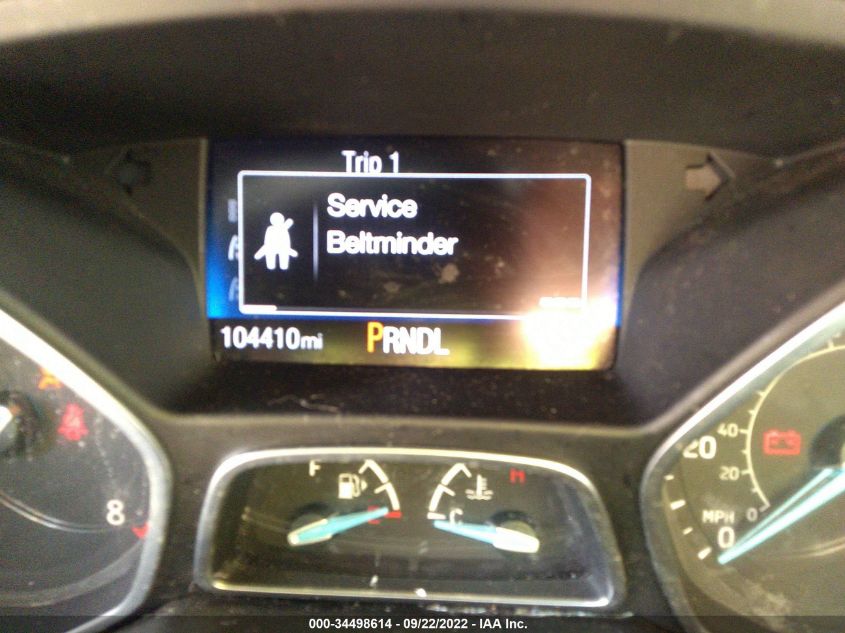 Trip 1
Service
Beltminder
104410mi PRNDL
8
F
E
H
C
40
20
20
0
MPH
0
000-34498614 - 09/22/2022 - IAA Inc.